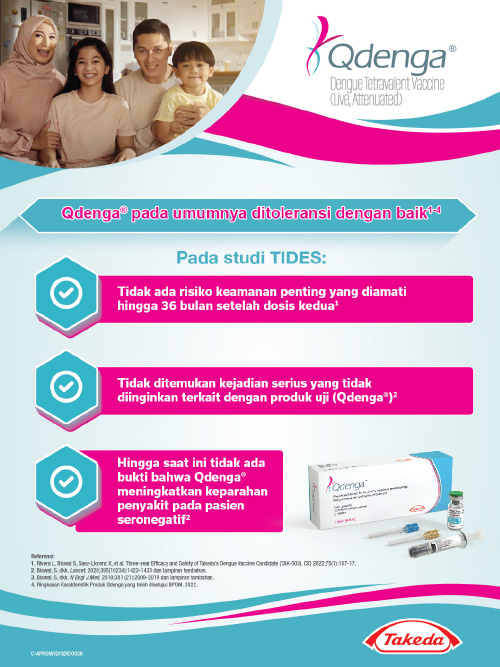 Qdenga®
Dengue Tetravalent Vaccine
(Live, Attenuated)
Qdenga® pada umumnya ditoleransi dengan baik¹⁻⁴
Pada studi TIDES:
Tidak ada risiko keamanan penting yang diamati
hingga 36 bulan setelah dosis kedua¹
Tidak ditemukan kejadian serius yang tidak
diinginkan terkait dengan produk uji (Qdenga®)²
Hingga saat ini tidak ada
bukti bahwa Qdenga®
meningkatkan keparahan
penyakit pada pasien
seronegatif²
Qdenga
Referensi:
1. Rivera L, Biswal S, Saez-Llorenc X, et al. Three-year Efficacy and Safety of Takeda's Dengue Vaccine Candidate (TAK-003). CID 2022;75(1):107-17.
2. Biswal. S. dkk. Lancet. 2020;395(10234):1423-1433 dan lampiran tambahan.
3. Biswal. S. dkk. N Engl J Med. 2019;381(21):2009-2019 dan lampiran tambahan.
4. Ringkasan Karakteristik Produk Qdenga yang telah disetujui BPOM. 2022.
Takeda